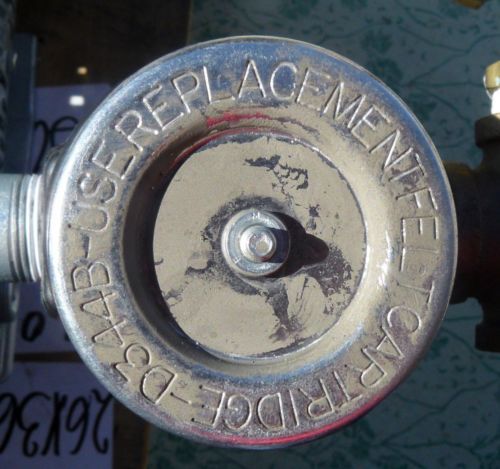 USE REPLACEMENT FELT CARTRIDGE-D344B-
26X36